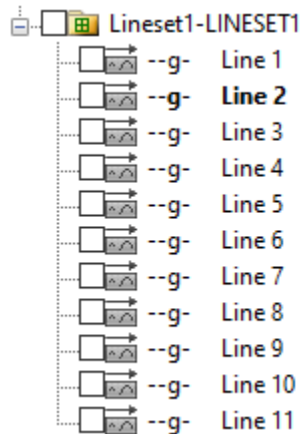 Lineset1-LINESET1
--g- Line 1
--g- Line 2
--g- Line 3
--g- Line 4
--g- Line 5
--g- Line 6
--g- Line 7
--g- Line 8
--g- Line 9
--g- Line 10
--g- Line 11